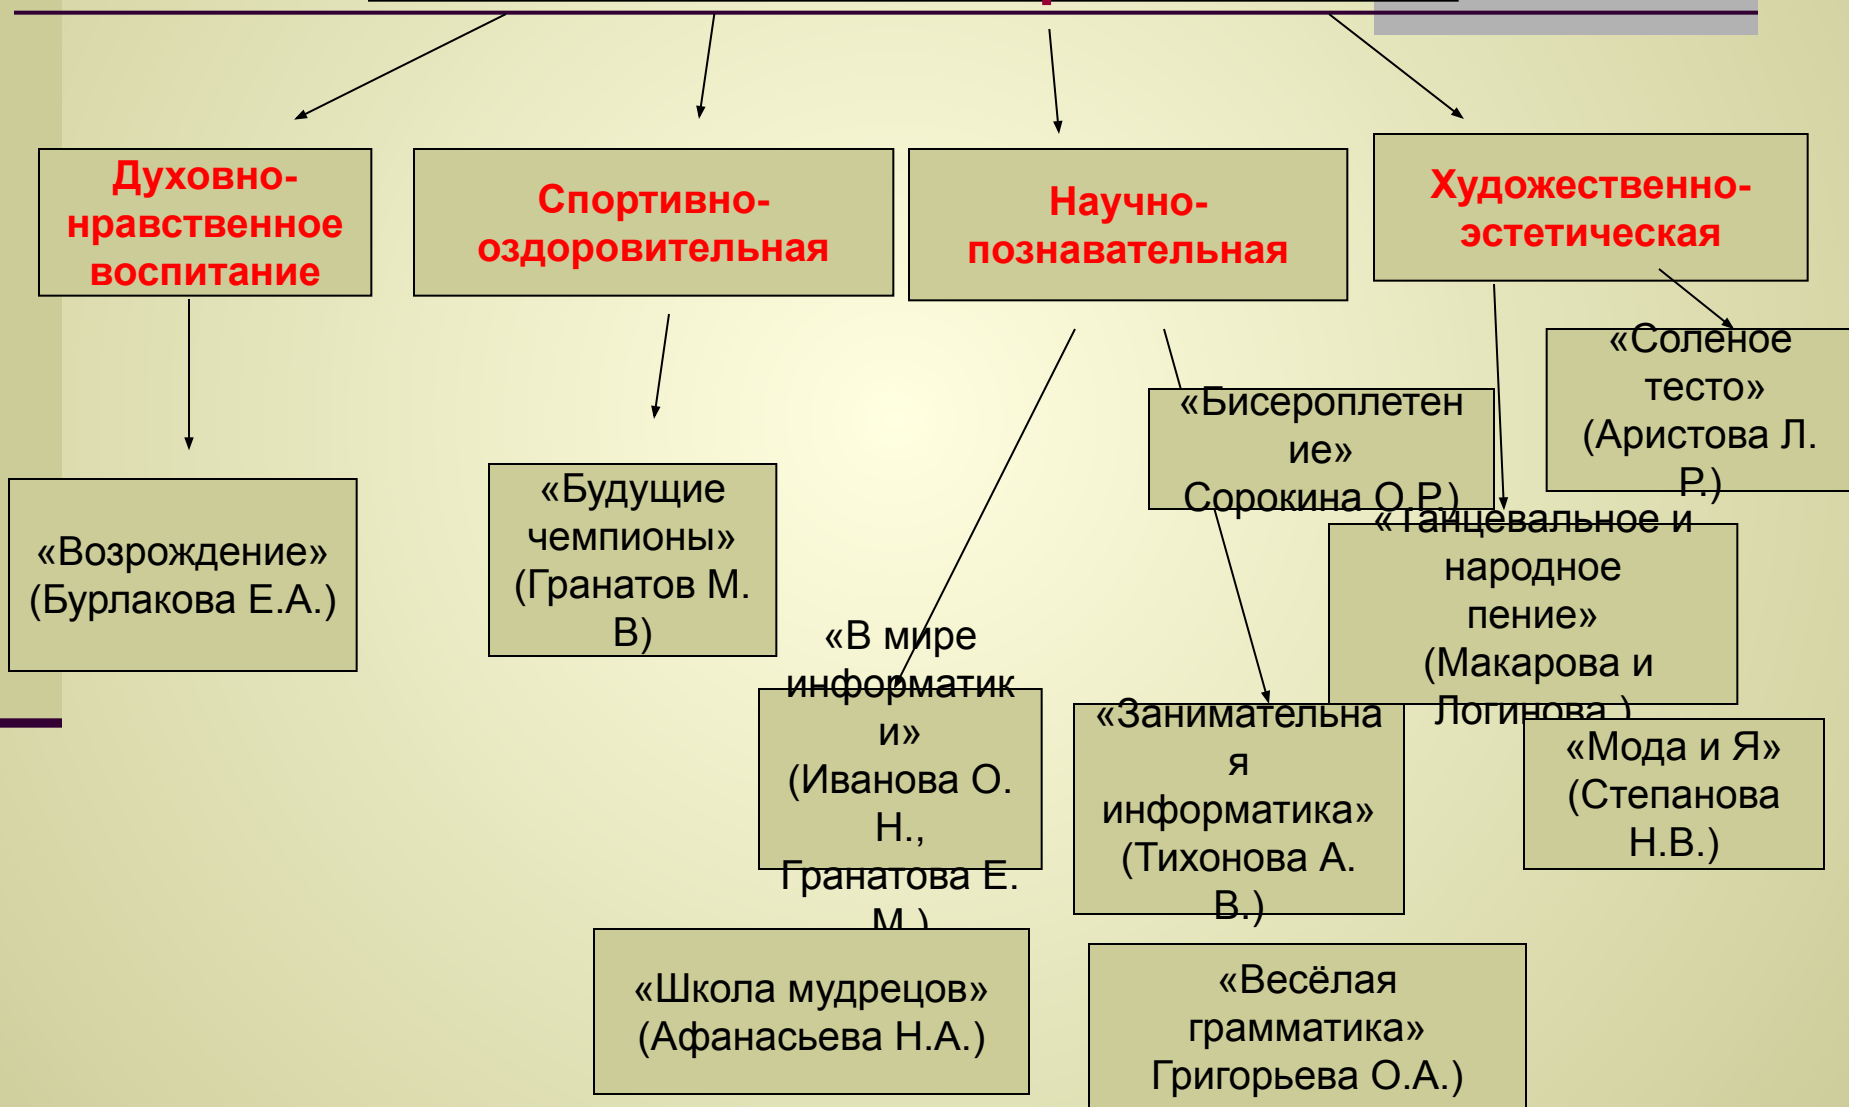 Духовно-
нравственное
воспитание
Спортивно-
оздоровительная
Научно-
познавательная
Художественно-
эстетическая
«Соленое
тесто»
(Аристова Л.
Р.)
«Бисероплетен
ие»
Сорокина О.Р.)
«Возрождение»
(Бурлакова Е.А.)
«Будущие
чемпионы»
(Гранатов М.
В)
«Танцевальное и
народное
пение»
(Макарова и
Логинова )
«В мире
информатик
и»
(Иванова О.
Н.,
Гранатова Е.
М.)
«Занимательна
я
информатика»
(Тихонова А.
В.)
«Мода и Я»
(Степанова
Н.В.)
«Школа мудрецов»
(Афанасьева Н.А.)
«Весёлая
грамматика»
Григорьева О.А.)